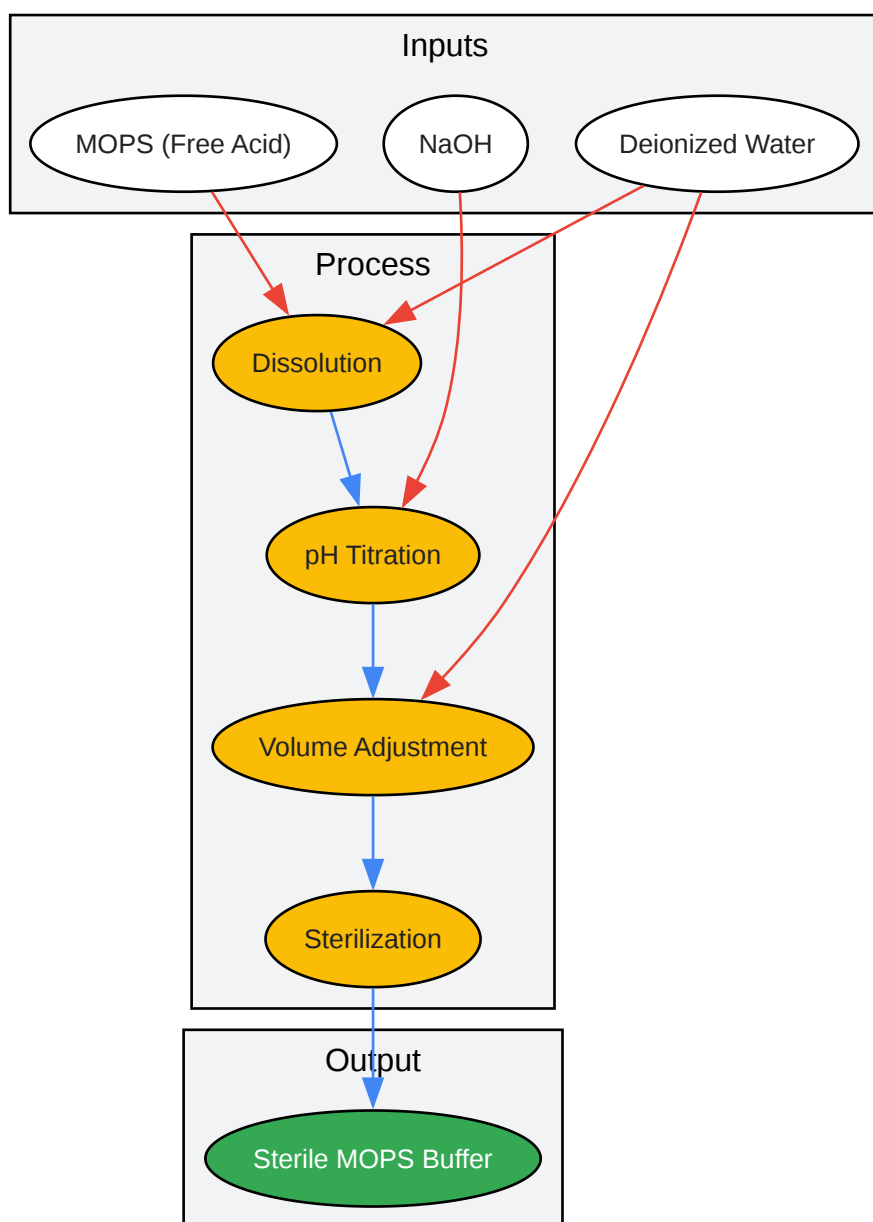 Inputs
MOPS (Free Acid)
NaOH
Deionized Water
Process
Dissolution
pH Titration
Volume Adjustment
Sterilization
Output
Sterile MOPS Buffer